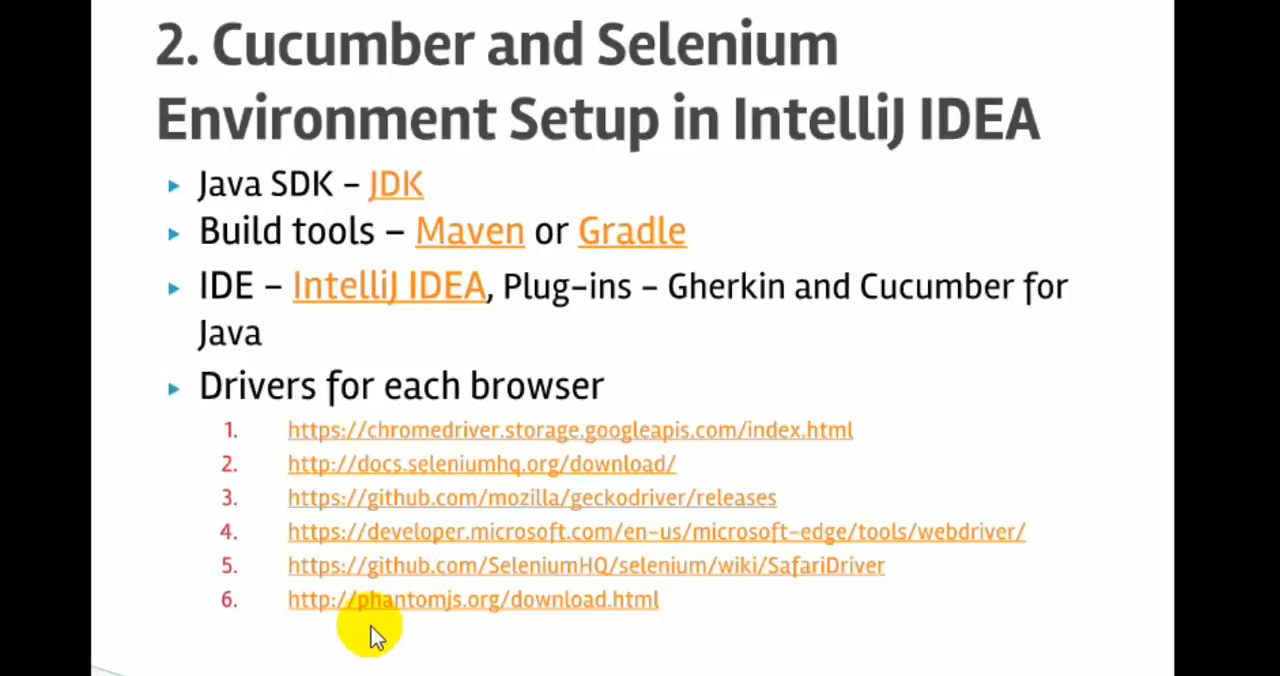 2. Cucumber and Selenium
Environment Setup in IntelliJ IDEA
Java SDK – JDK
Build tools – Maven or Gradle
IDE – IntelliJ IDEA, Plug-ins – Gherkin and Cucumber for
Java
Drivers for each browser
1. https://chromedriver.storage.googleapis.com/index.html
2. http://docs.seleniumhq.org/download/
3. https://github.com/mozilla/geckodriver/releases
4. https://developer.microsoft.com/en-us/microsoft-edge/tools/webdriver/
5. https://github.com/SeleniumHQ/selenium/wiki/SafariDriver
6. http://phantomjs.org/download.html